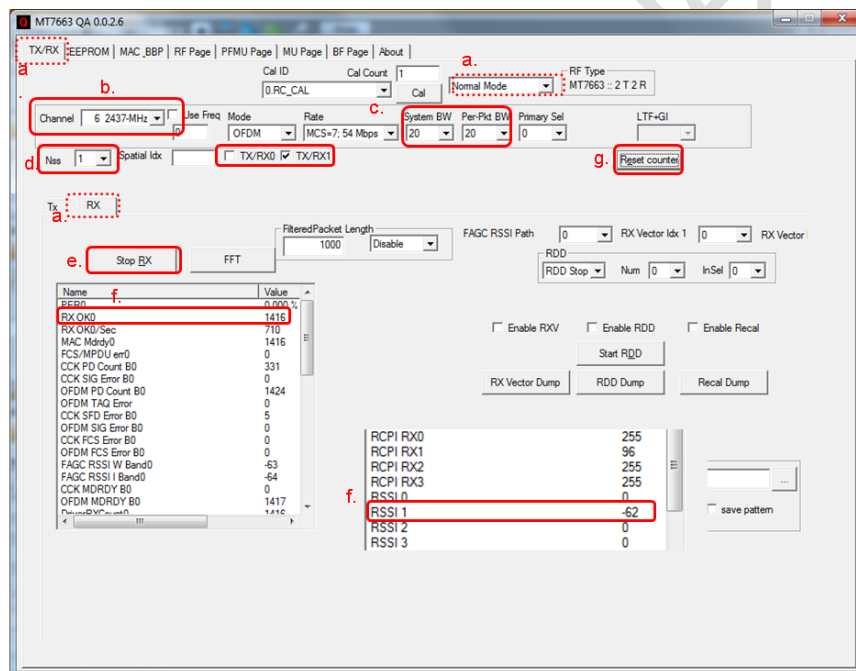 MT7663 QA 0.0.2.6
TX/RX EEPROM MAC_BBP RF Page PFMU Page MU Page BF Page About
a
.
b.
Cal ID
Cal Count 1
0.RC_CAL
Cal
a.
Normal Mode
RF Type
MT7663 :: 2 T 2 R
c.
Channel 6 2437-MHz
Use Freq
0
Mode
OFDM
Rate
MCS=7; 54 Mbps
System BW
20
Per-Pkt BW
20
Primary Sel
0
LTF+GI
d.
Nss 1
Spatial Idx
TX/RX0
TX/RX1
g.
Reset counter
Tx
RX
a.
e.
Stop RX
FFT
FilteredPacket Length
1000
Disable
FAGC RSSI Path 0
RX Vector Idx 1 0
RX Vector
RDD
RDD Stop
Num 0
InSel 0
f.
Name Value
PER0 0.000 %
RX OK0 1416
RX OK0/Sec 710
MAC Mdrdy0 1416
FCS/MPDU err0 0
CCK PD Count B0 331
CCK SIG Error B0 0
OFDM PD Count B0 1424
OFDM TAQ Error 0
CCK SFD Error B0 5
OFDM SIG Error B0 0
CCK FCS Error B0 0
OFDM FCS Error B0 0
FAGC RSSI W Band0 -63
FAGC RSSI I Band0 -64
CCK MDRDY B0 0
OFDM MDRDY B0 1417
DriverRXCount0 1416
Enable RXV
Enable RDD
Enable Recal
Start RDD
RX Vector Dump
RDD Dump
Recal Dump
f.
RCPI RX0 255
RCPI RX1 96
RCPI RX2 255
RCPI RX3 255
RSSI 0 0
RSSI 1 -62
RSSI 2 0
RSSI 3 0
...
save pattern